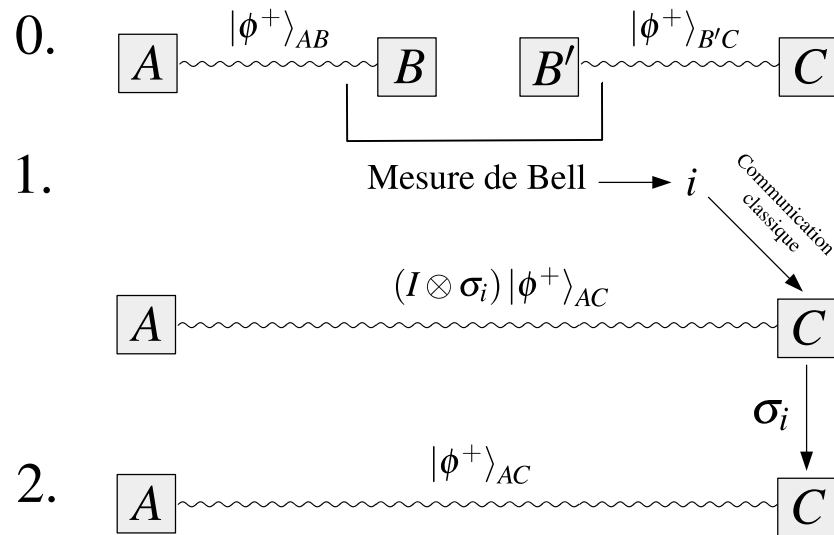 0.
|ϕ⁺⟩_AB |ϕ⁺⟩_B′C
A B B′ C
1.
Mesure de Bell i
Communication
classique
(I ⊗ σ_i) |ϕ⁺⟩_AC
A C
σ_i
2.
|ϕ⁺⟩_AC
A C